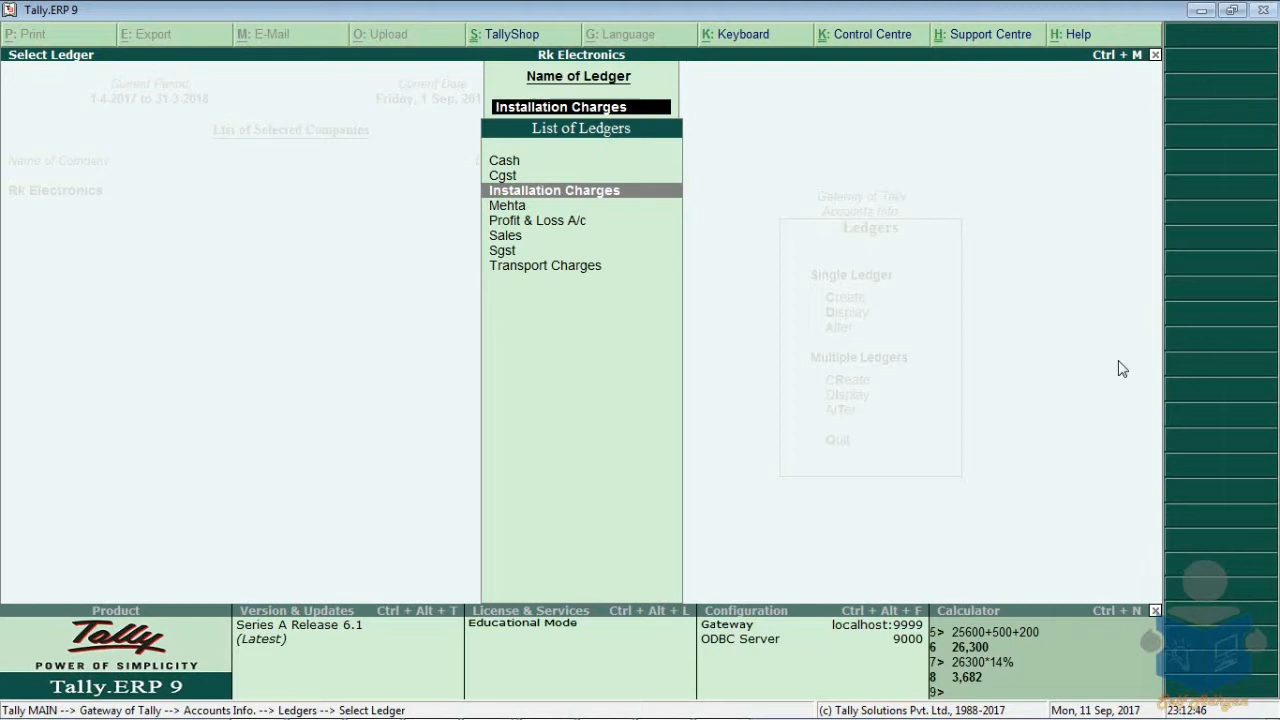 Tally.ERP 9
P: Print
E: Export
M: E-Mail
O: Upload
S: TallyShop
G: Language
K: Keyboard
K: Control Centre
H: Support Centre
H: Help
Select Ledger
Rk Electronics
Ctrl + M
Current Period
1-4-2017 to 31-3-2018
Current Date
Friday, 1 Sep, 201
List of Selected Companies
Name of Company
Rk Electronics
Name of Ledger
Installation Charges
List of Ledgers
Cash
Cgst
Installation Charges
Mehta
Profit & Loss A/c
Sales
Sgst
Transport Charges
Gateway of Tally
Accounts Info.
Ledgers
Single Ledger
Create
Display
Alter
Multiple Ledgers
CReate
DIsplay
AlTer
Quit
Product
Tally
POWER OF SIMPLICITY
Tally.ERP 9
Version & Updates Ctrl + Alt + T
Series A Release 6.1
(Latest)
License & Services Ctrl + Alt + L
Educational Mode
Configuration Ctrl + Alt + F
Gateway localhost:9999
ODBC Server 9000
Calculator Ctrl + N
5> 25600+500+200
6 26,300
7> 26300*14%
8 3,682
9>
Tally MAIN --> Gateway of Tally --> Accounts Info. --> Ledgers --> Select Ledger
(c) Tally Solutions Pvt. Ltd., 1988-2017
Mon, 11 Sep, 2017
23:12:46